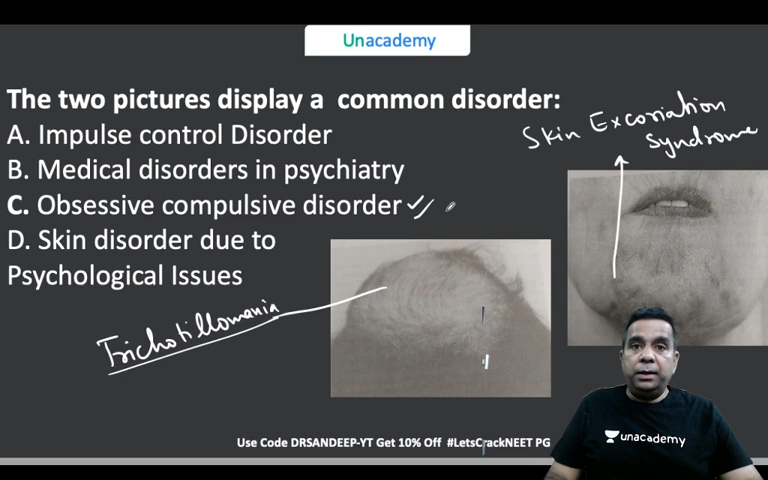 Unacademy
The two pictures display a common disorder:
A. Impulse control Disorder
B. Medical disorders in psychiatry
C. Obsessive compulsive disorder
D. Skin disorder due to
Psychological Issues
Skin Excoriation
Syndrome
Trichotillomania
unacademy
Use Code DRSANDEEP-YT Get 10% Off #LetsCrackNEET PG